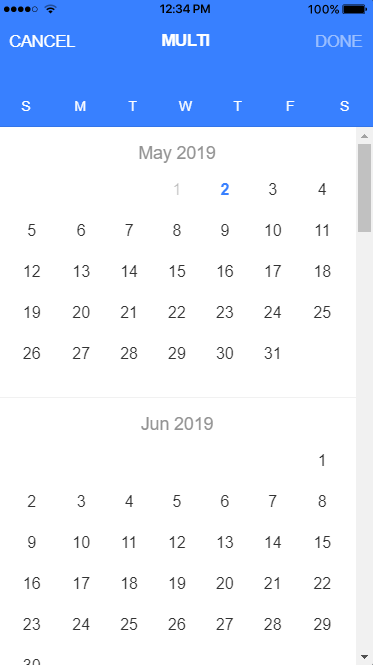 12:34 PM 100%
CANCEL MULTI DONE
S M T W T F S
May 2019
1 2 3 4
5 6 7 8 9 10 11
12 13 14 15 16 17 18
19 20 21 22 23 24 25
26 27 28 29 30 31
Jun 2019
1
2 3 4 5 6 7 8
9 10 11 12 13 14 15
16 17 18 19 20 21 22
23 24 25 26 27 28 29
30